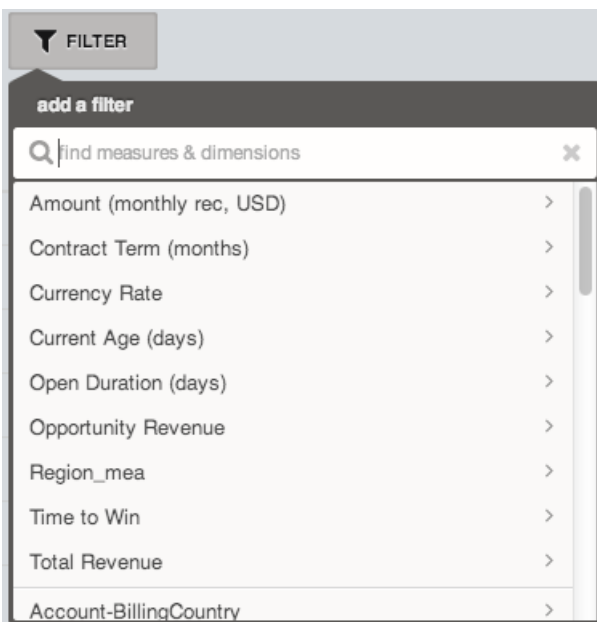 FILTER
add a filter
find measures & dimensions
Amount (monthly rec, USD)
Contract Term (months)
Currency Rate
Current Age (days)
Open Duration (days)
Opportunity Revenue
Region_mea
Time to Win
Total Revenue
Account-BillingCountry